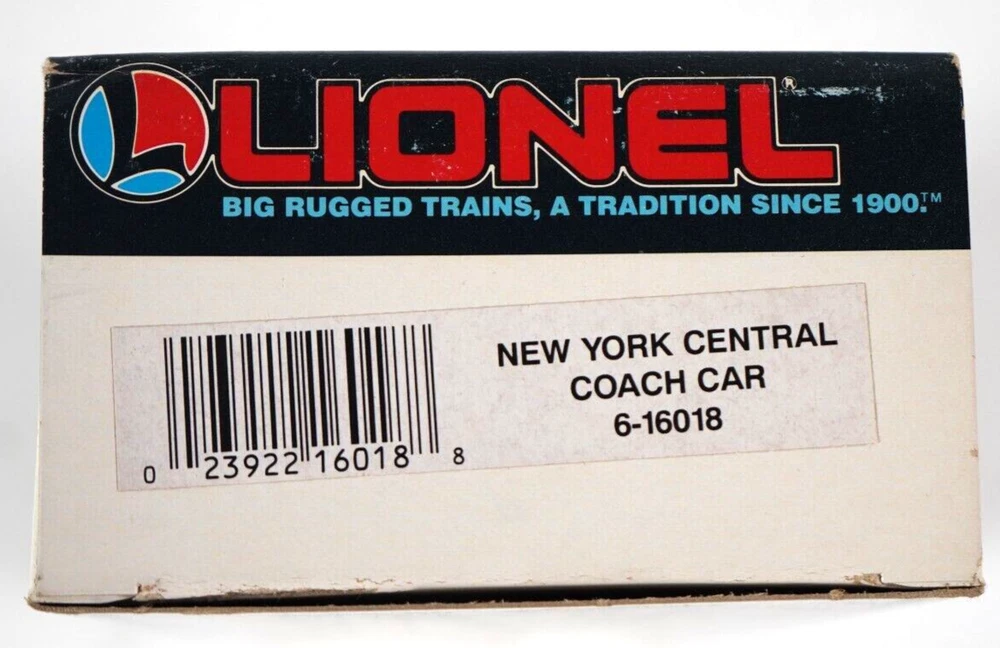 LIONEL®
BIG RUGGED TRAINS, A TRADITION SINCE 1900.™
NEW YORK CENTRAL
COACH CAR
6-16018
0 23922 16018 8